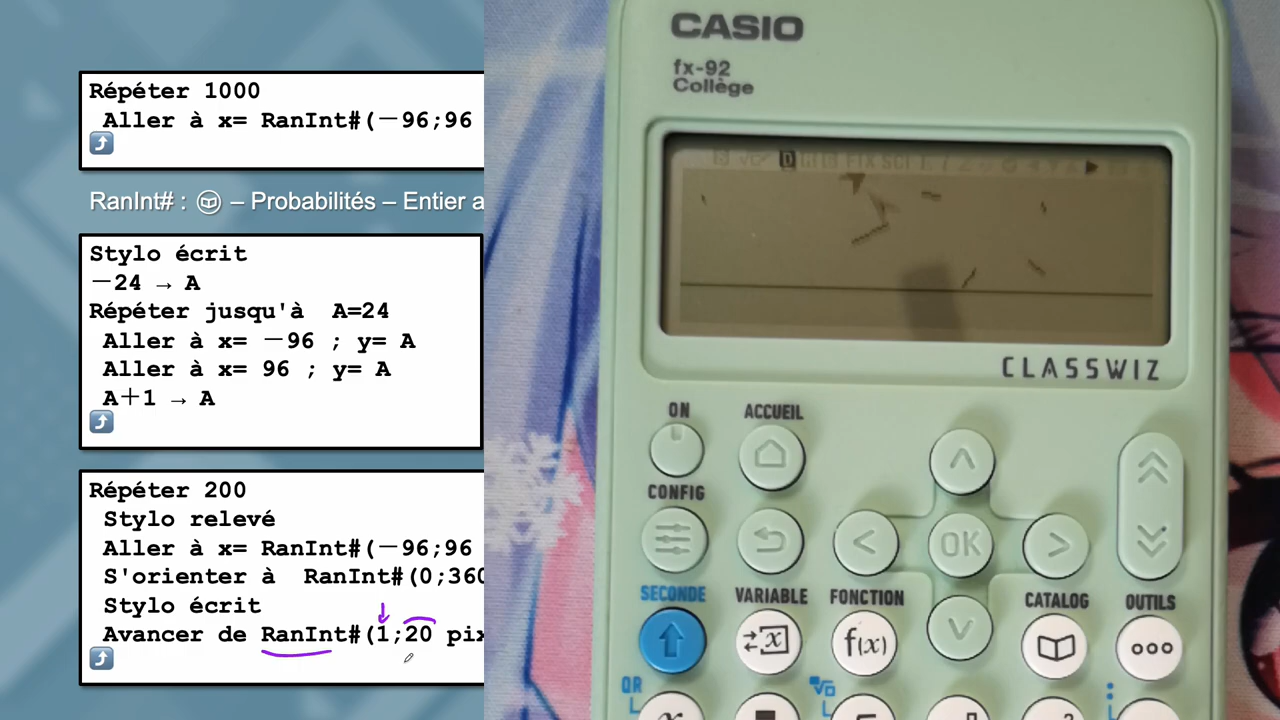 Répéter 1000
Aller à x= RanInt#(−96;96
RanInt# : – Probabilités – Entier a
Stylo écrit
−24 → A
Répéter jusqu'à A=24
Aller à x= −96 ; y= A
Aller à x= 96 ; y= A
A+1 → A
Répéter 200
Stylo relevé
Aller à x= RanInt#(−96;96
S'orienter à RanInt#(0;360
Stylo écrit
Avancer de RanInt#(1;20 pix
CASIO
fx-92
Collège
CLASSWIZ
ON ACCUEIL
CONFIG
OK
SECONDE VARIABLE FONCTION CATALOG OUTILS
x f(x)
QR